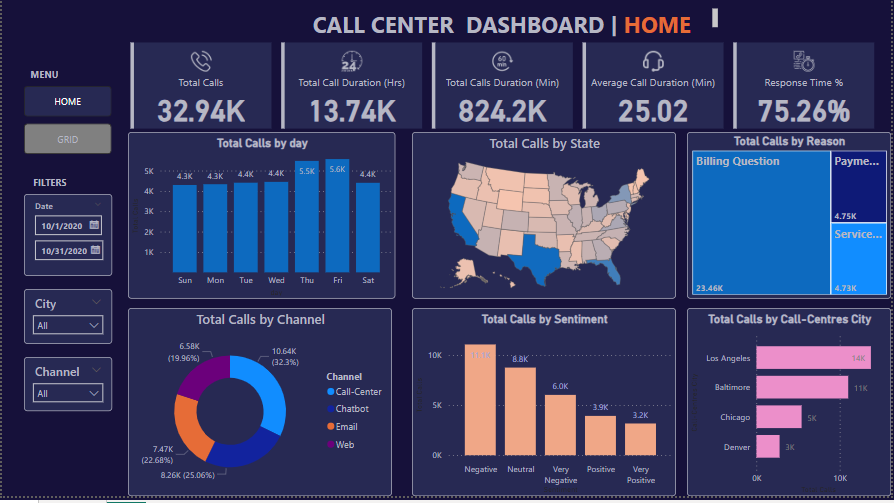 CALL CENTER DASHBOARD | HOME
MENU
HOME
GRID
FILTERS
Date
10/1/2020
10/31/2020
City
All
Channel
All
Total Calls
32.94K
24
Total Call Duration (Hrs)
13.74K
60
min
Total Calls Duration (Min)
824.2K
Average Call Duration (Min)
25.02
Response Time %
75.26%
Total Calls by day
5K
4K
3K
2K
1K
4.3K 4.3K 4.4K 4.4K 5.5K 5.6K 4.4K
Sun Mon Tue Wed Thu Fri Sat
Total Calls by State
Total Calls by Reason
Billing Question
23.46K
Payme...
4.75K
Service...
4.73K
Total Calls by Channel
6.58K
(19.96%)
10.64K
(32.3%)
7.47K
(22.68%)
8.26K (25.06%)
Channel
Call-Center
Chatbot
Email
Web
Total Calls by Sentiment
10K
5K
0K
11.1K 8.8K 6.0K 3.9K 3.2K
Negative Neutral Very Negative Positive Very Positive
Total Calls by Call-Centres City
Los Angeles 14K
Baltimore 11K
Chicago 5K
Denver 3K
0K 10K